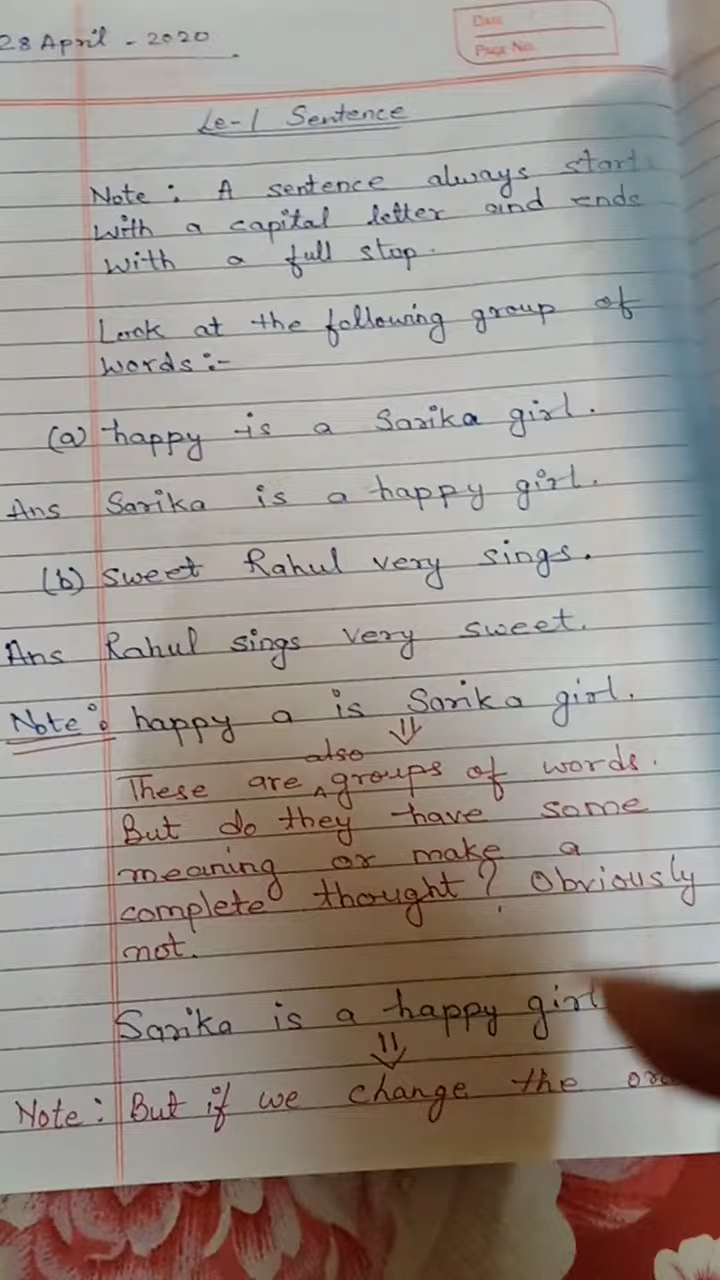 28 April - 2020
DATE
PAGE NO.
Le-1 Sentence
Note : A sentence always start
with a capital letter and ends
with a full stop.
Look at the following group of
words :-
(a) happy is a Sarika girl.
Ans Sarika is a happy girl.
(b) sweet Rahul very sings.
Ans Rahul sings very sweet.
Note : happy a is Sarika girl.
These are also groups of words.
But do they have some
meaning or make a
complete thought ? Obviously
not.
Sarika is a happy girl
Note : But if we change the